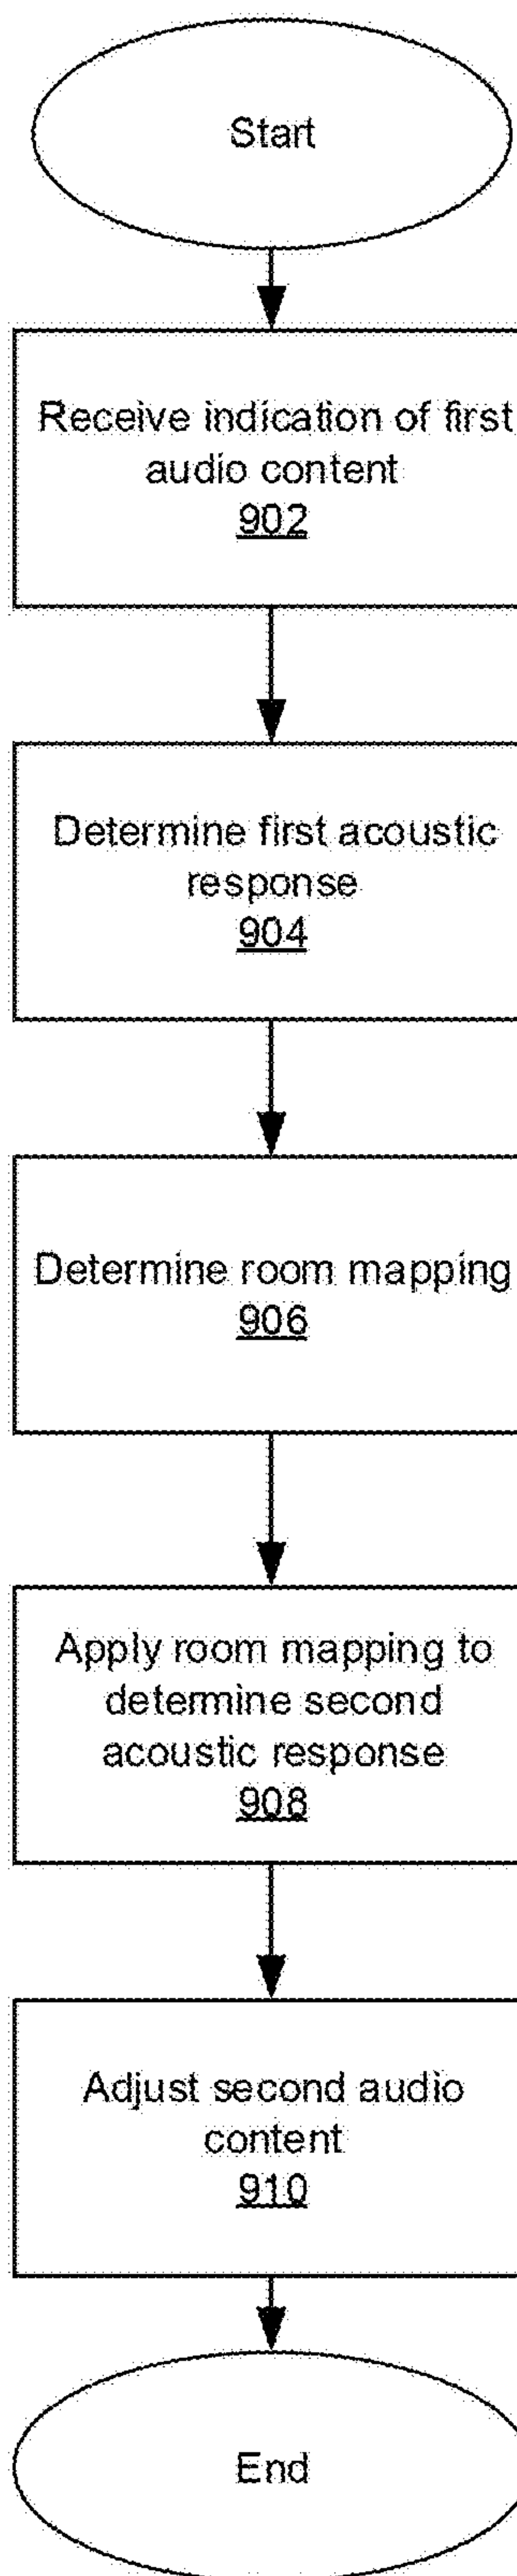 Start
Receive indication of first
audio content
902
Determine first acoustic
response
904
Determine room mapping
906
Apply room mapping to
determine second
acoustic response
908
Adjust second audio
content
910
End